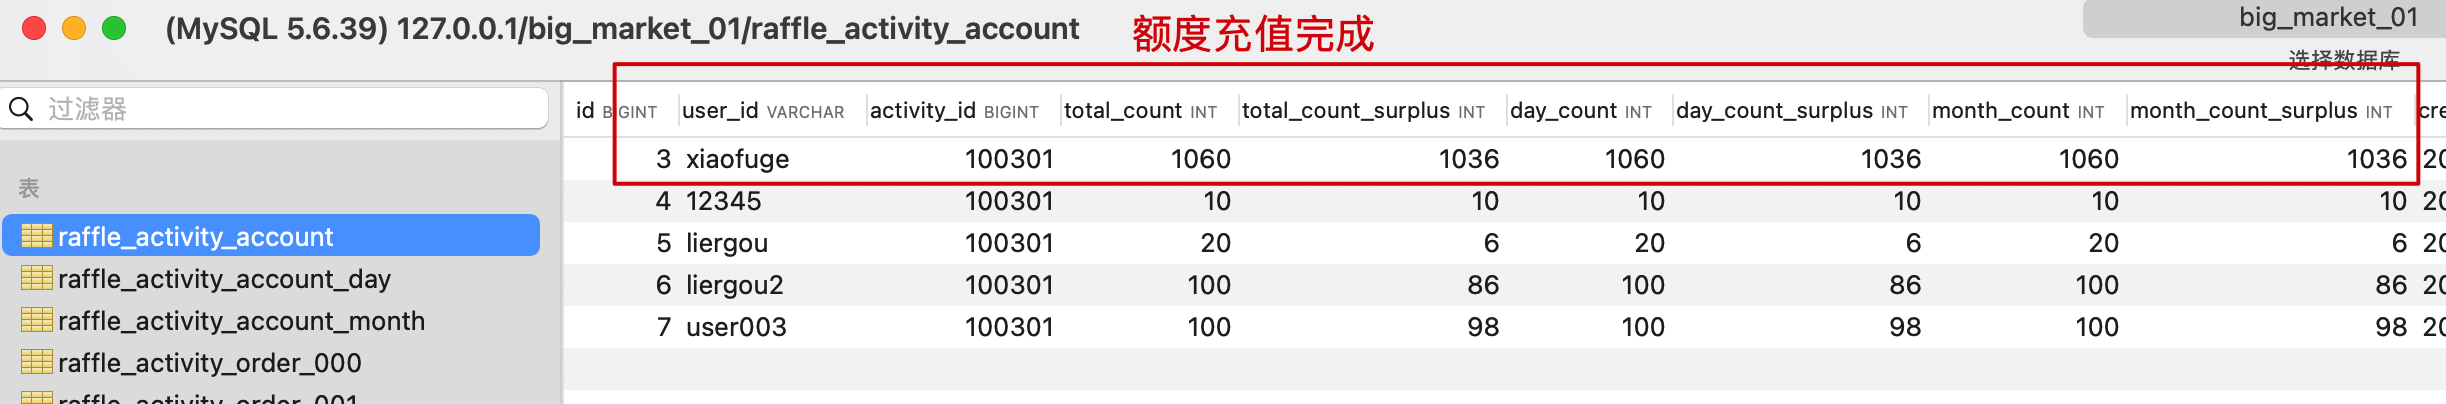 (MySQL 5.6.39) 127.0.0.1/big_market_01/raffle_activity_account
额度充值完成
big_market_01
选择数据库
过滤器
表
raffle_activity_account
raffle_activity_account_day
raffle_activity_account_month
raffle_activity_order_000
raffle_activity_order_001
id BIGINT user_id VARCHAR activity_id BIGINT total_count INT total_count_surplus INT day_count INT day_count_surplus INT month_count INT month_count_surplus INT cre
3 xiaofuge 100301 1060 1036 1060 1036 1060 1036 20
4 12345 100301 10 10 10 10 10 10 20
5 liergou 100301 20 6 20 6 20 6 20
6 liergou2 100301 100 86 100 86 100 86 20
7 user003 100301 100 98 100 98 100 98 20